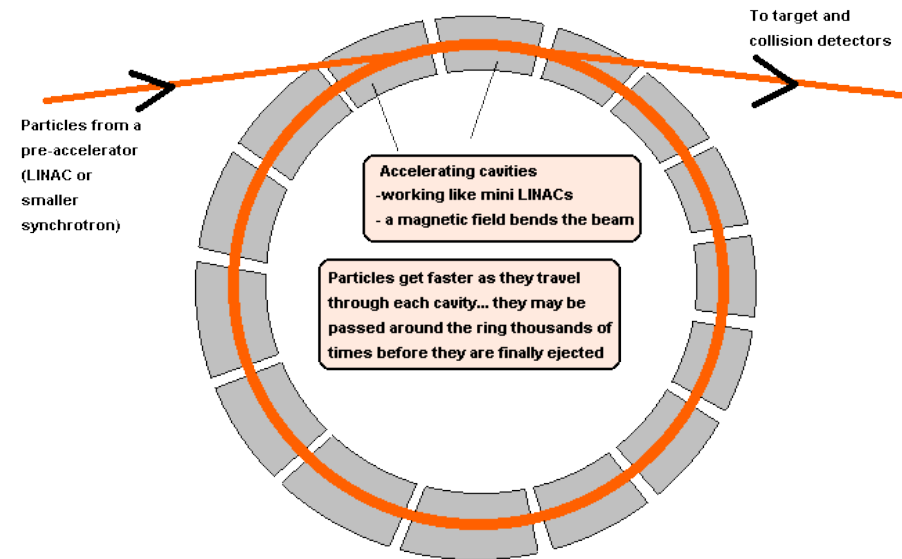 To target and
collision detectors
Particles from a
pre-accelerator
(LINAC or
smaller
synchrotron)
Accelerating cavities
-working like mini LINACs
- a magnetic field bends the beam
Particles get faster as they travel
through each cavity... they may be
passed around the ring thousands of
times before they are finally ejected